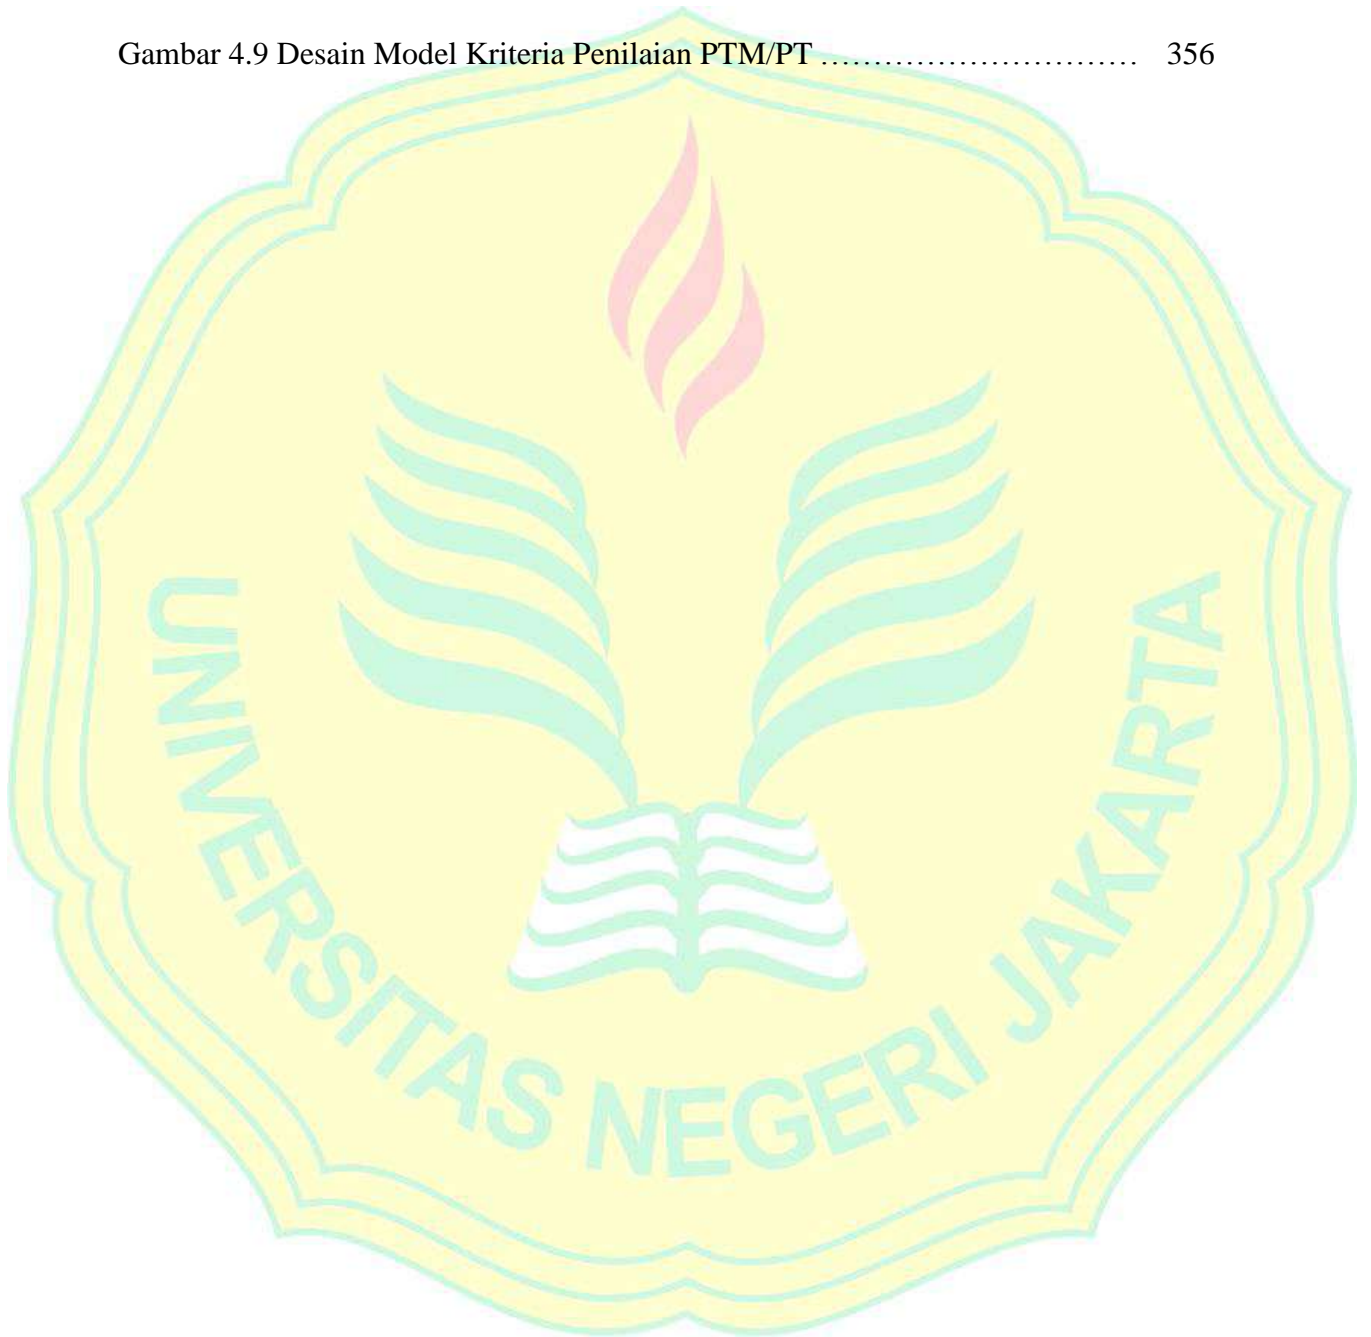 Gambar 4.9 Desain Model Kriteria Penilaian PTM/PT ………………………… 356
UNIVERSITAS NEGERI JAKARTA